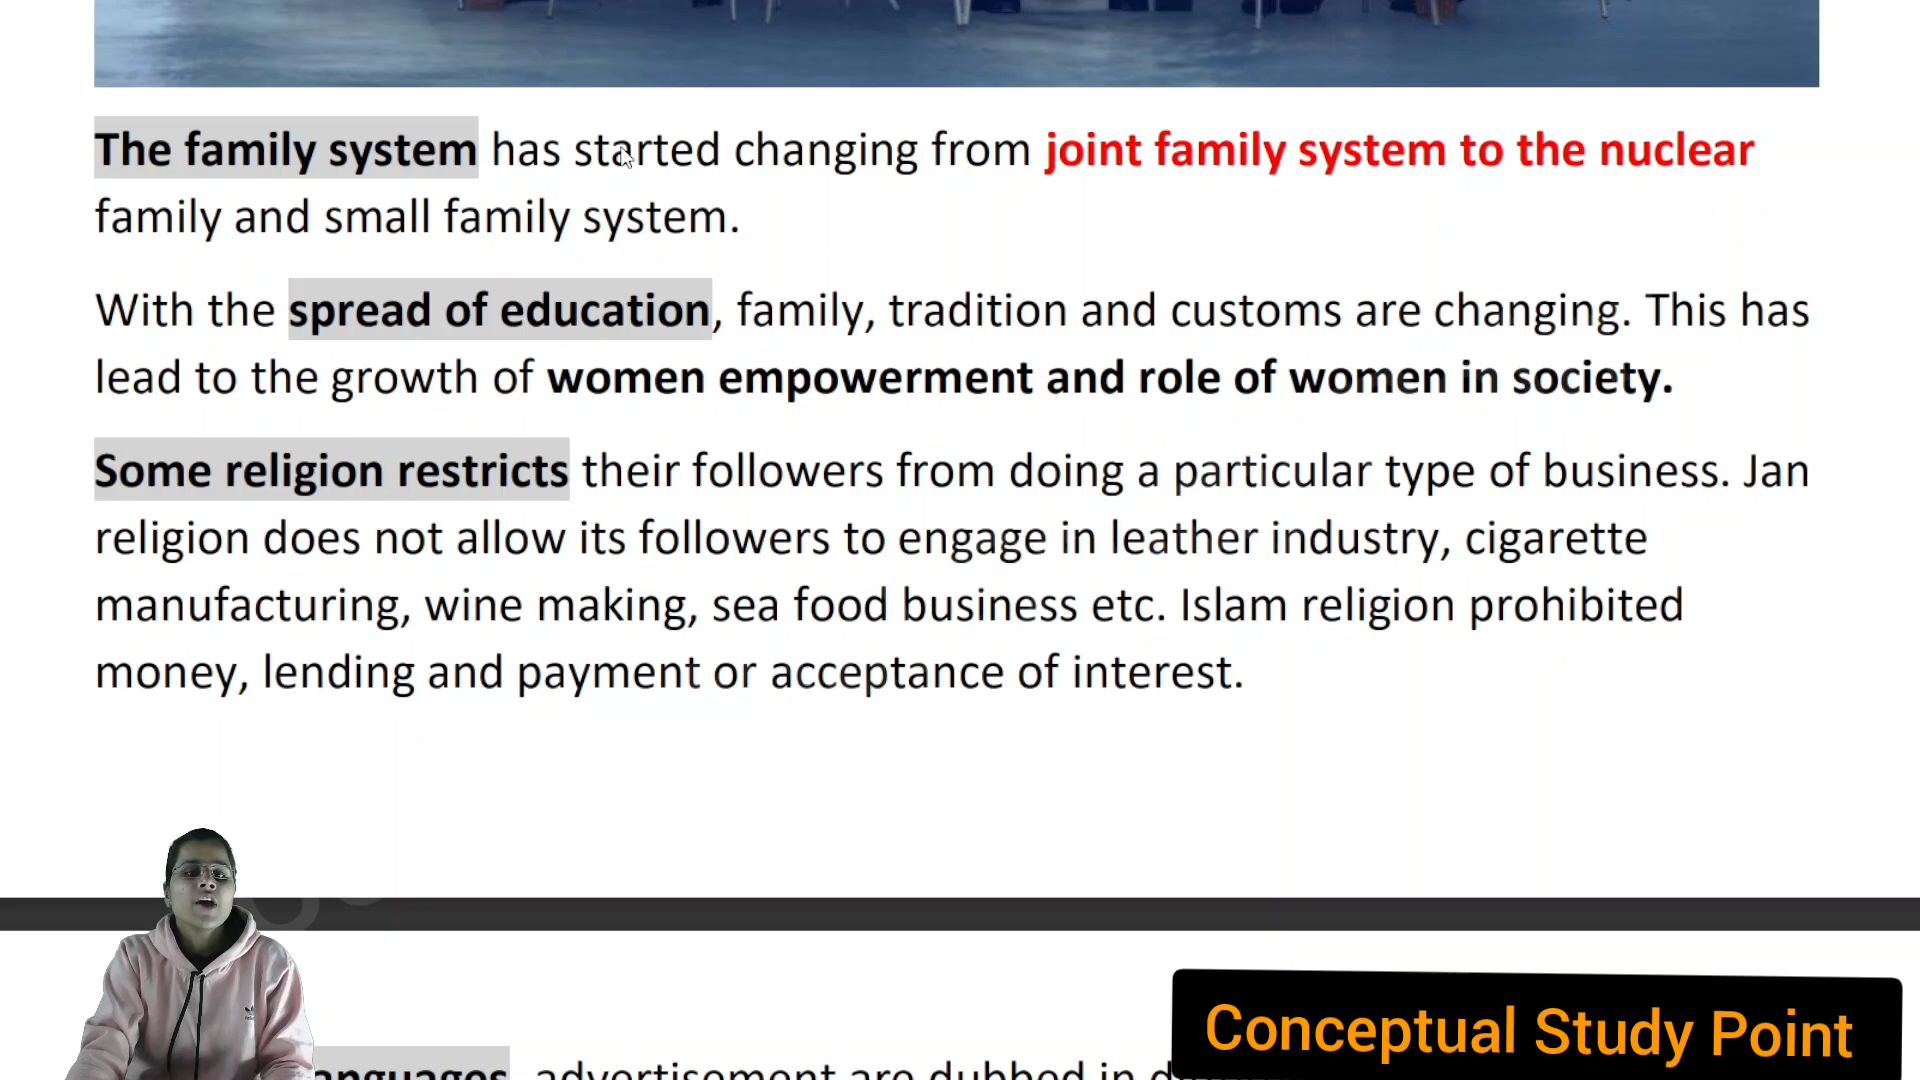 The family system has started changing from joint family system to the nuclear
family and small family system.
With the spread of education, family, tradition and customs are changing. This has
lead to the growth of women empowerment and role of women in society.
Some religion restricts their followers from doing a particular type of business. Jan
religion does not allow its followers to engage in leather industry, cigarette
manufacturing, wine making, sea food business etc. Islam religion prohibited
money, lending and payment or acceptance of interest.
advertisement are dubbed in
Conceptual Study Point